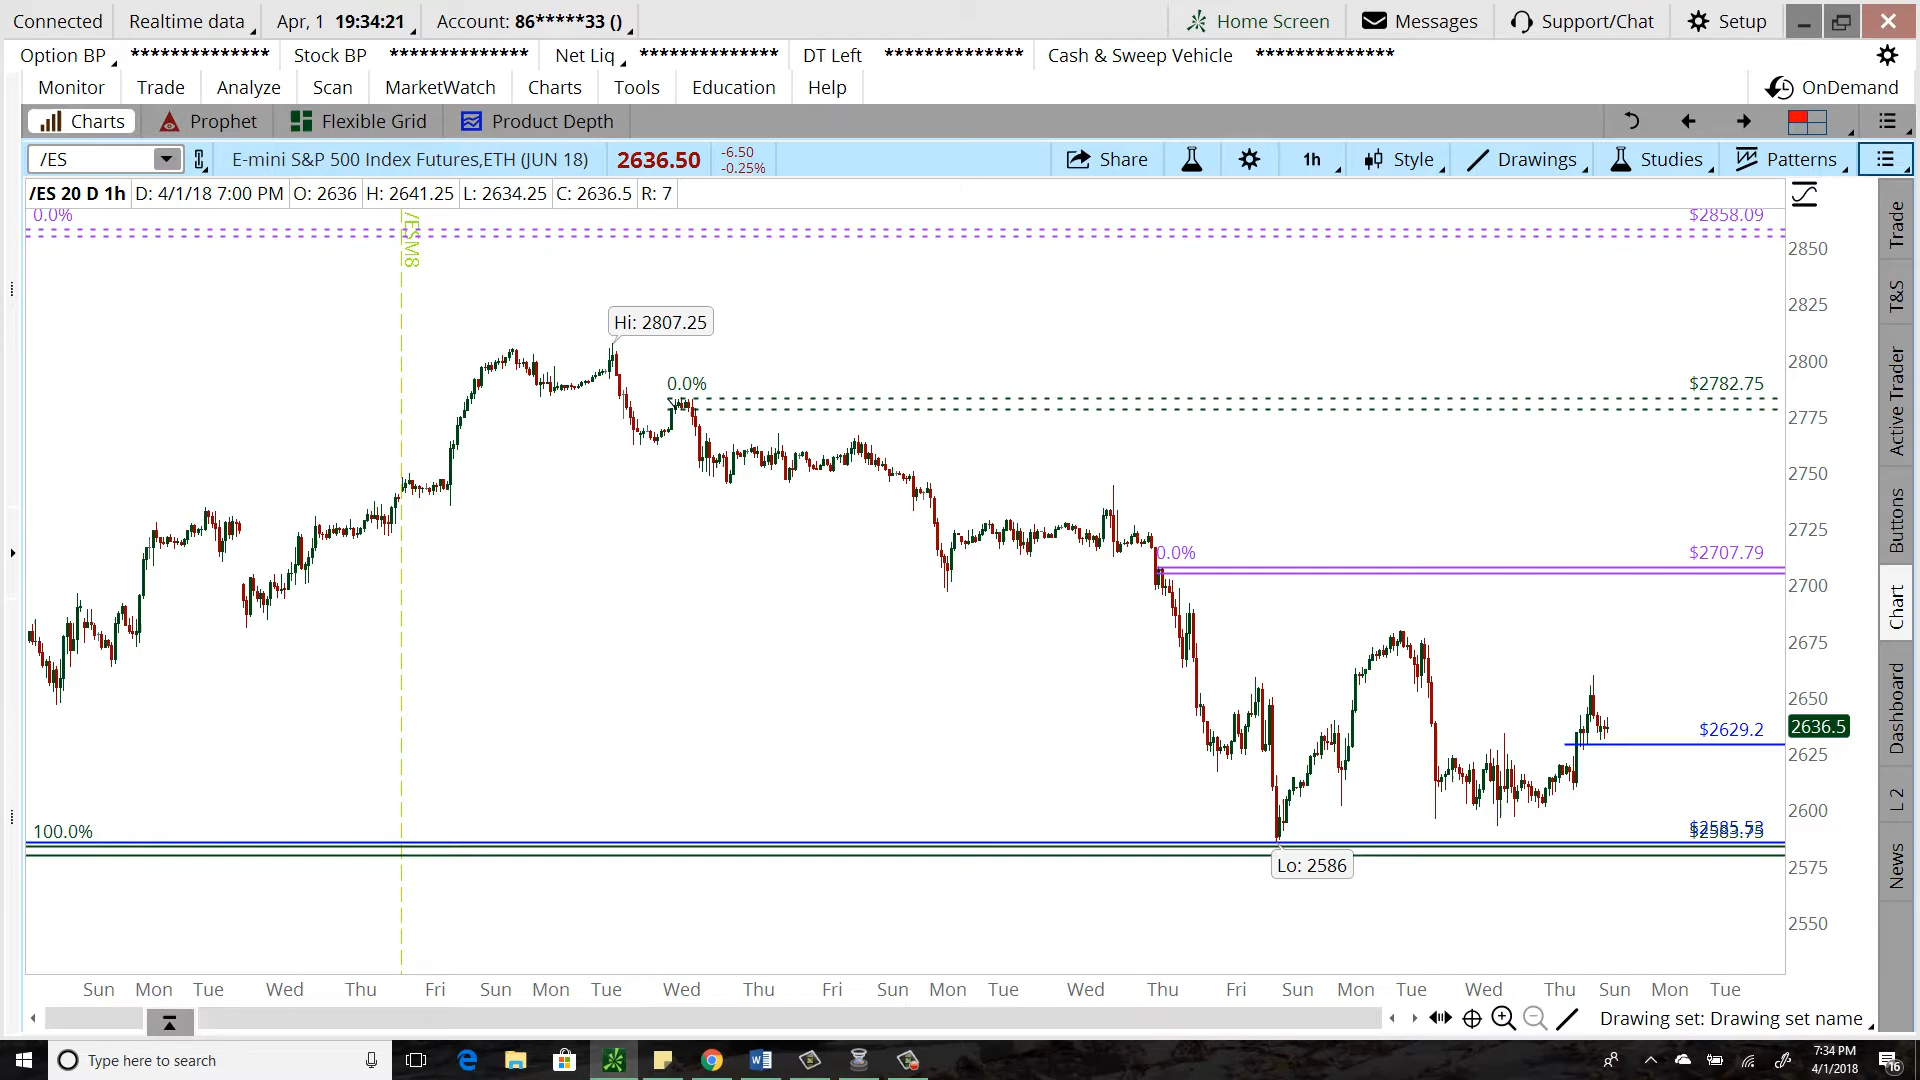 Connected Realtime data Apr, 1 19:34:21 Account: 86*****33 () Home Screen Messages Support/Chat Setup
Option BP ************* Stock BP ************* Net Liq ************* DT Left ************* Cash & Sweep Vehicle *************
Monitor Trade Analyze Scan MarketWatch Charts Tools Education Help OnDemand
Charts Prophet Flexible Grid Product Depth
/ES E-mini S&P 500 Index Futures,ETH (JUN 18) 2636.50 -6.50 Share 1h Style Drawings Studies Patterns
-0.25%
/ES 20 D 1h D: 4/1/18 7:00 PM O: 2636 H: 2641.25 L: 2634.25 C: 2636.5 R: 7
0.0% $2858.09
/ESM8
2850
2825
Hi: 2807.25
2800
0.0% $2782.75
2775
2750
2725
0.0% $2707.79
2700
2675
2650
$2629.2 2636.5
2625
2600
100.0% $2585.53
Lo: 2586 2575
2550
Sun Mon Tue Wed Thu Fri Sun Mon Tue Wed Thu Fri Sun Mon Tue Wed Thu Fri Sun Mon Tue Wed Thu Sun Mon Tue
Drawing set: Drawing set name
Trade
T&S
Active Trader
Buttons
Chart
Dashboard
L 2
News
Type here to search
7:34 PM
4/1/2018
16